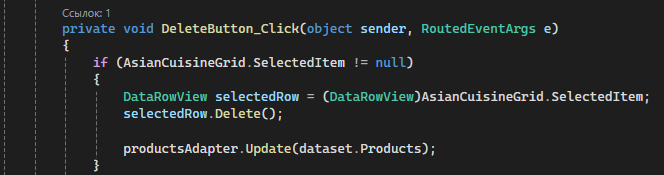 Ссылок: 1
private void DeleteButton_Click(object sender, RoutedEventArgs e)
{
if (AsianCuisineGrid.SelectedItem != null)
{
DataRowView selectedRow = (DataRowView)AsianCuisineGrid.SelectedItem;
selectedRow.Delete();
productsAdapter.Update(dataset.Products);
}